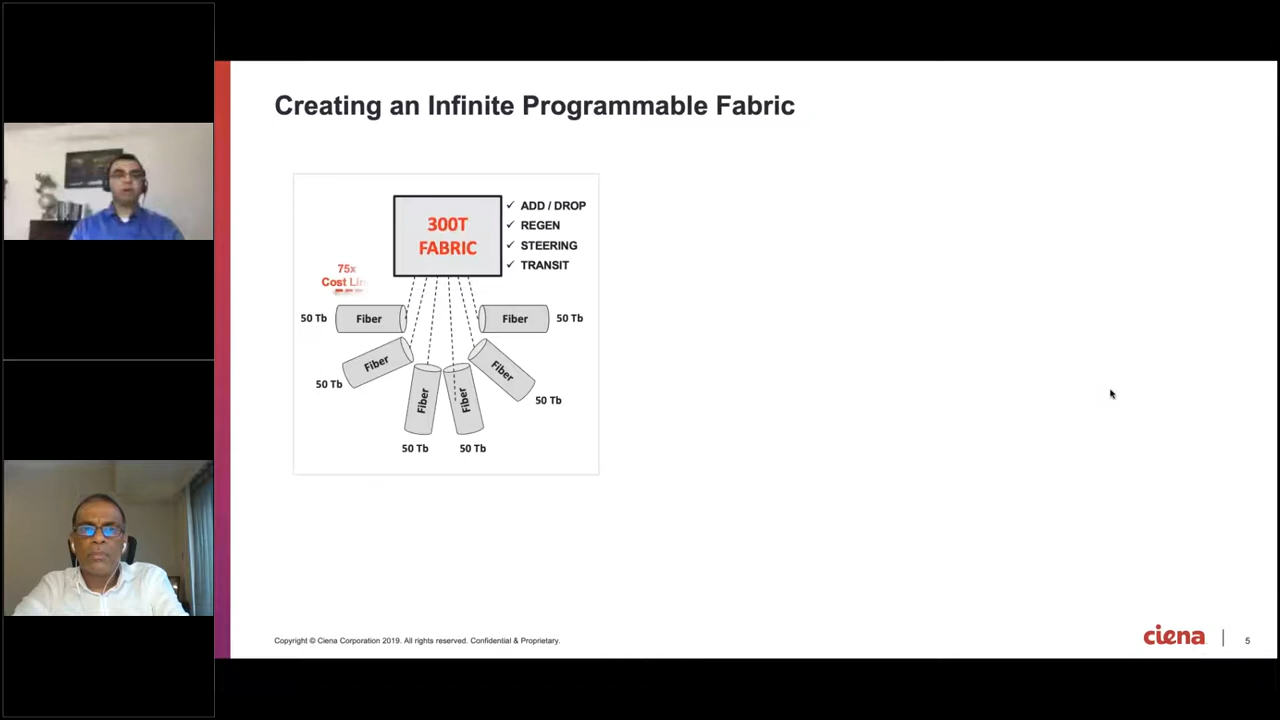 Creating an Infinite Programmable Fabric
300T
FABRIC
✓ ADD / DROP
✓ REGEN
✓ STEERING
✓ TRANSIT
75x
Cost
50 Tb
Fiber
Fiber
50 Tb
Fiber
50 Tb
Fiber
Fiber
Fiber
50 Tb
50 Tb
50 Tb
Copyright © Ciena Corporation 2019. All rights reserved. Confidential & Proprietary.
ciena
5